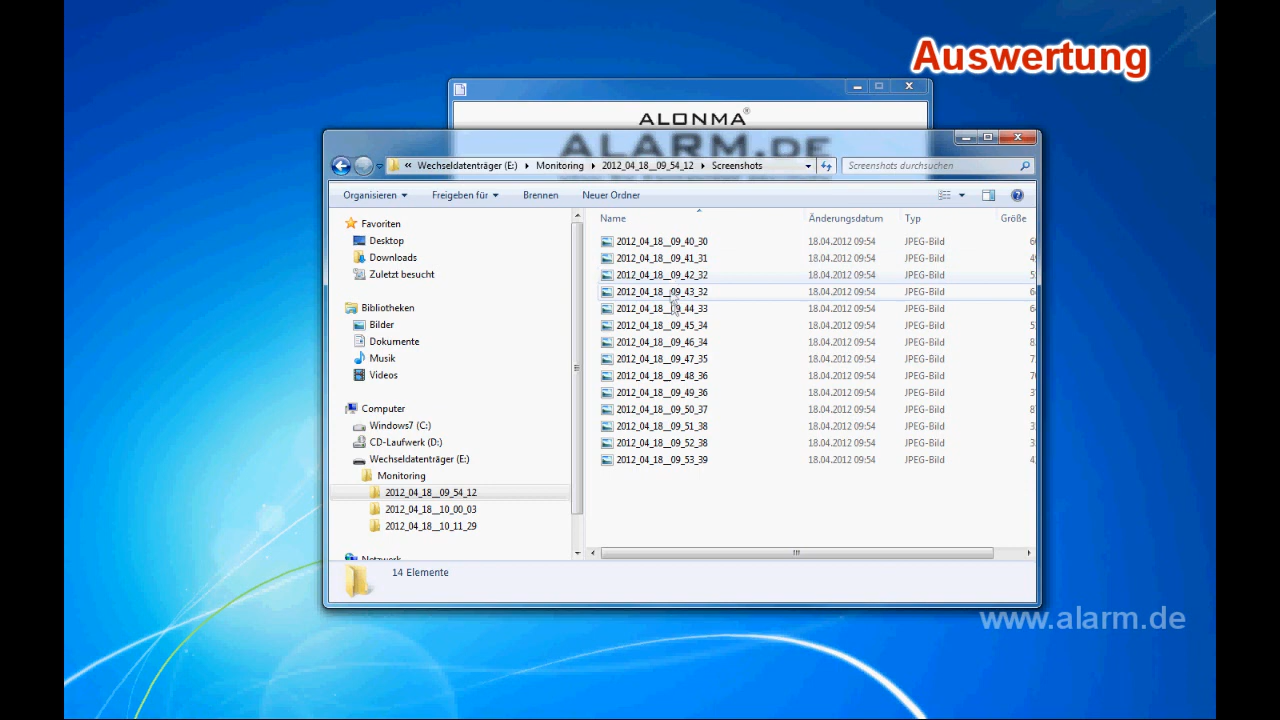 Auswertung
ALONMA®
ALARM.DE
« Wechseldatenträger (E:) Monitoring 2012_04_18__09_54_12 Screenshots
Screenshots durchsuchen
Organisieren Freigeben für Brennen Neuer Ordner
Favoriten
Desktop
Downloads
Zuletzt besucht
Bibliotheken
Bilder
Dokumente
Musik
Videos
Computer
Windows7 (C:)
CD-Laufwerk (D:)
Wechseldatenträger (E:)
Monitoring
2012_04_18__09_54_12
2012_04_18__10_00_03
2012_04_18__10_11_29
Netzwerk
Name Änderungsdatum Typ Größe
2012_04_18__09_40_30 18.04.2012 09:54 JPEG-Bild
2012_04_18__09_41_31 18.04.2012 09:54 JPEG-Bild
2012_04_18__09_42_32 18.04.2012 09:54 JPEG-Bild
2012_04_18__09_43_32 18.04.2012 09:54 JPEG-Bild
2012_04_18__09_44_33 18.04.2012 09:54 JPEG-Bild
2012_04_18__09_45_34 18.04.2012 09:54 JPEG-Bild
2012_04_18__09_46_34 18.04.2012 09:54 JPEG-Bild
2012_04_18__09_47_35 18.04.2012 09:54 JPEG-Bild
2012_04_18__09_48_36 18.04.2012 09:54 JPEG-Bild
2012_04_18__09_49_36 18.04.2012 09:54 JPEG-Bild
2012_04_18__09_50_37 18.04.2012 09:54 JPEG-Bild
2012_04_18__09_51_38 18.04.2012 09:54 JPEG-Bild
2012_04_18__09_52_38 18.04.2012 09:54 JPEG-Bild
2012_04_18__09_53_39 18.04.2012 09:54 JPEG-Bild
14 Elemente
www.alarm.de